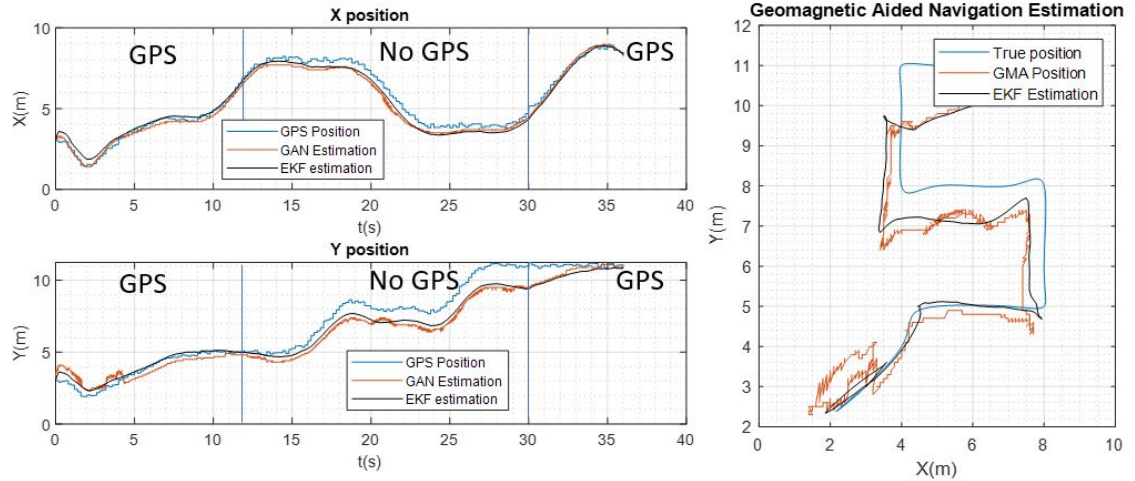 X position
10
5
0
X(m)
GPS
No GPS
GPS
GPS Position
GAN Estimation
EKF estimation
0 5 10 15 20 25 30 35 40
t(s)
Y position
10
5
0
Y(m)
GPS
No GPS
GPS
GPS Position
GAN Estimation
EKF estimation
0 5 10 15 20 25 30 35 40
t(s)
Geomagnetic Aided Navigation Estimation
True position
GMA Position
EKF Estimation
12
11
10
9
8
7
6
5
4
3
2
Y(m)
0 2 4 6 8 10
X(m)